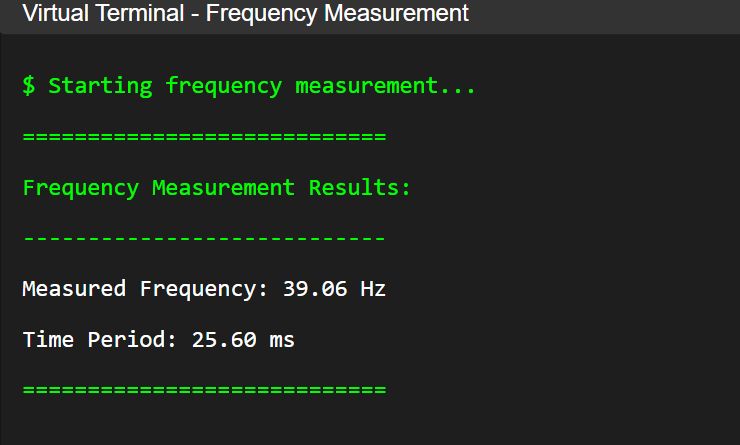 Virtual Terminal - Frequency Measurement
$ Starting frequency measurement...
============================
Frequency Measurement Results:
----------------------------
Measured Frequency: 39.06 Hz
Time Period: 25.60 ms
============================